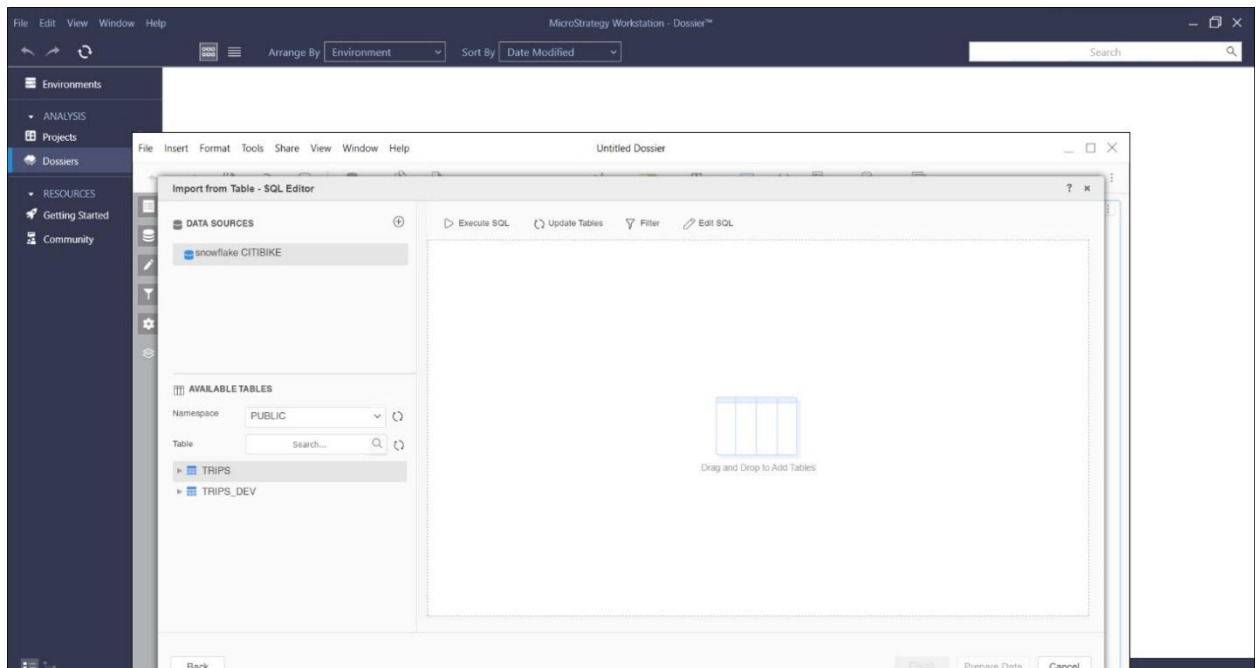 File Edit View Window Help
MicroStrategy Workstation - Dossier™
Arrange By Environment
Sort By Date Modified
Search
Environments
ANALYSIS
Projects
Dossiers
RESOURCES
Getting Started
Community
File Insert Format Tools Share View Window Help
Untitled Dossier
Import from Table - SQL Editor
? ×
DATA SOURCES
snowflake CITIBIKE
Execute SQL Update Tables Filter Edit SQL
AVAILABLE TABLES
Namespace PUBLIC
Table Search...
TRIPS
TRIPS_DEV
Drag and Drop to Add Tables
Back
Finish Prepare Data Cancel